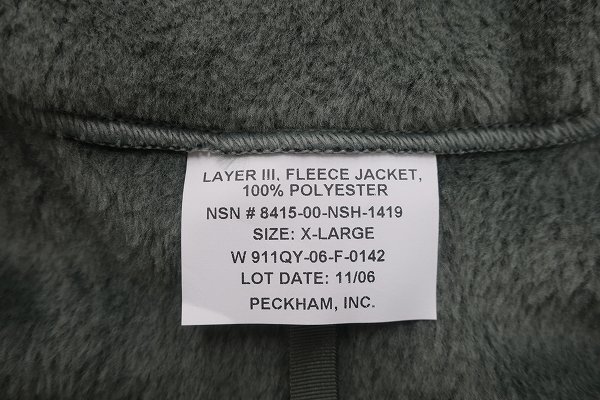 LAYER III, FLEECE JACKET,
100% POLYESTER
NSN # 8415-00-NSH-1419
SIZE: X-LARGE
W 911QY-06-F-0142
LOT DATE: 11/06
PECKHAM, INC.